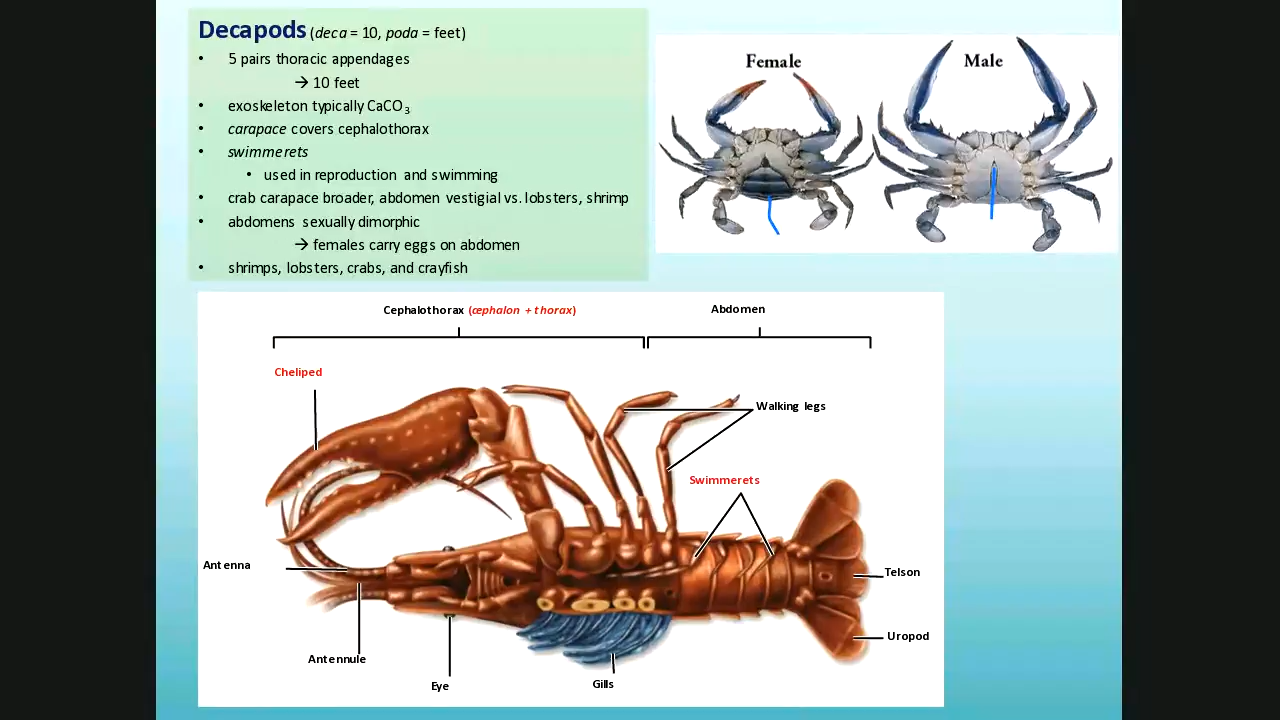 Decapods (deca = 10, poda = feet)
• 5 pairs thoracic appendages
→ 10 feet
• exoskeleton typically CaCO3
• carapace covers cephalothorax
• swimmerets
• used in reproduction and swimming
• crab carapace broader, abdomen vestigial vs. lobsters, shrimp
• abdomens sexually dimorphic
→ females carry eggs on abdomen
• shrimps, lobsters, crabs, and crayfish
Female
Male
Cephalothorax (cephalon + thorax)
Abdomen
Cheliped
Walking legs
Swimmerets
Antenna
Telson
Uropod
Antennule
Eye
Gills